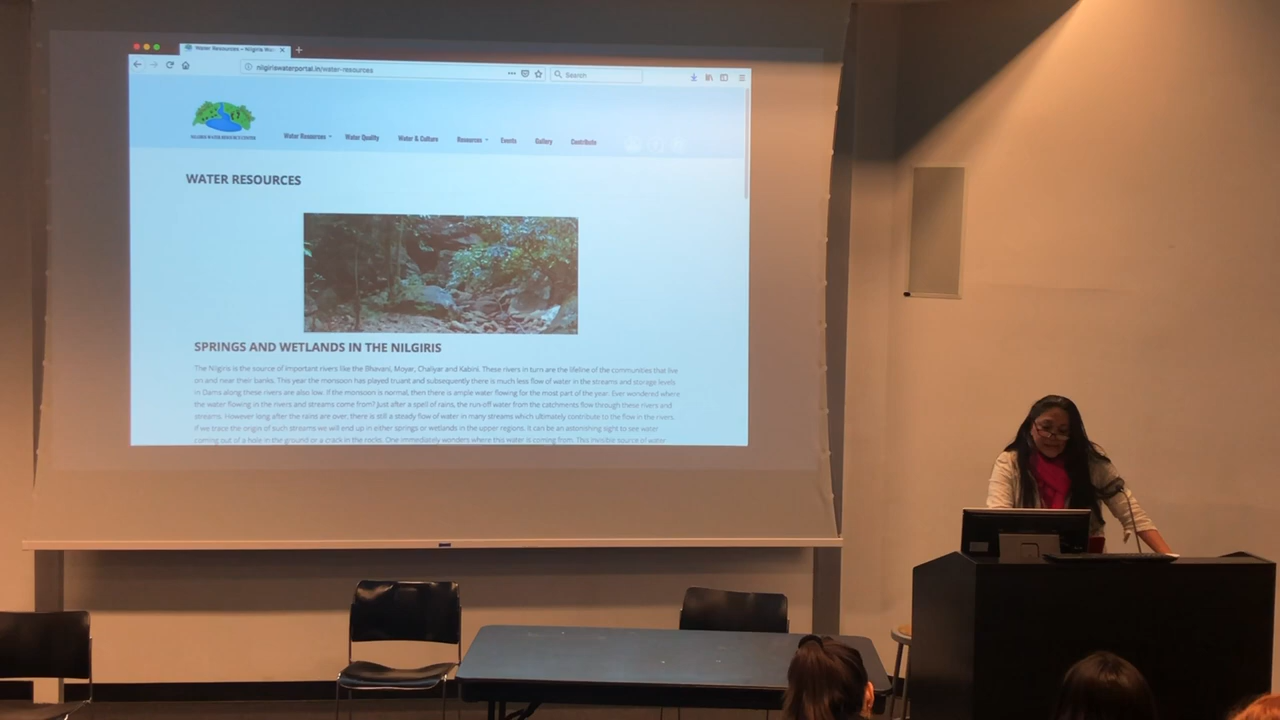 Water Resources – Nilgiris Wa
nilgiriswaterportal.in/water-resources
Search
NILGIRIS WATER RESOURCE CENTER
Water Resources Water Quality Water & Culture Resources Events Gallery Contribute
WATER RESOURCES
SPRINGS AND WETLANDS IN THE NILGIRIS
The Nilgiris is the source of important rivers like the Bhavani, Moyar, Chaliyar and Kabini. These rivers in turn are the lifeline of the communities that live
on and near their banks. This year the monsoon has played truant and subsequently there is much less flow of water in the streams and storage levels
in Dams along these rivers are also low. If the monsoon is normal, then there is ample water flowing for the most part of the year. Ever wondered where
the water flowing in the rivers and streams come from? Just after a spell of rains, the run-off water from the catchments flow through these rivers and
streams. However long after the rains are over, there is still a steady flow of water in many streams which ultimately contribute to the flow in the rivers.
If we trace the origin of such streams we will end up in either springs or wetlands in the upper regions. It can be an astonishing sight to see water
coming out of a hole in the ground or a crack in the rocks. One immediately wonders where this water is coming from. This invisible source of water